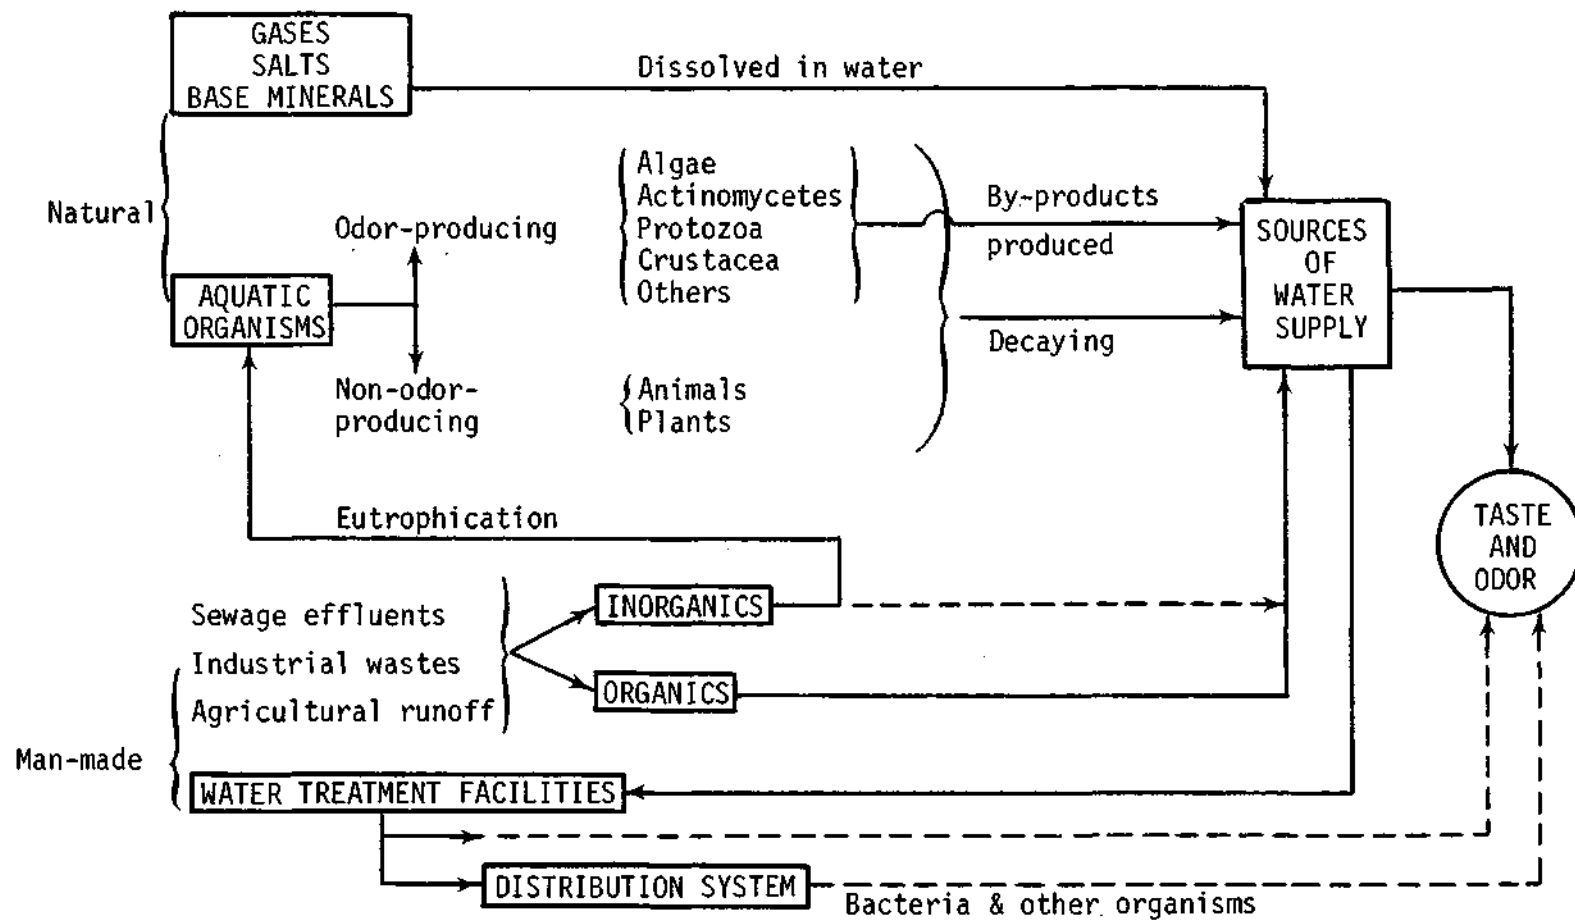 GASES
SALTS
BASE MINERALS
Dissolved in water
Natural
Odor-producing
Algae
Actinomycetes
Protozoa
Crustacea
Others
By-products
produced
SOURCES
OF
WATER
SUPPLY
AQUATIC
ORGANISMS
Decaying
Non-odor-
producing
Animals
Plants
Eutrophication
TASTE
AND
ODOR
Sewage effluents
Industrial wastes
Agricultural runoff
INORGANICS
ORGANICS
Man-made
WATER TREATMENT FACILITIES
DISTRIBUTION SYSTEM
Bacteria & other organisms